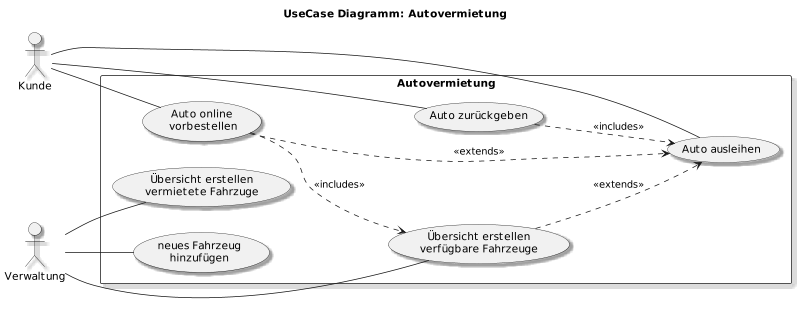 UseCase Diagramm: Autovermietung
Kunde
Autovermietung
Auto online
vorbestellen
Auto zurückgeben
«includes»
Auto ausleihen
«extends»
Übersicht erstellen
vermietete Fahrzuge
«includes»
«extends»
Verwaltung
neues Fahrzeug
hinzufügen
Übersicht erstellen
verfügbare Fahrzeuge